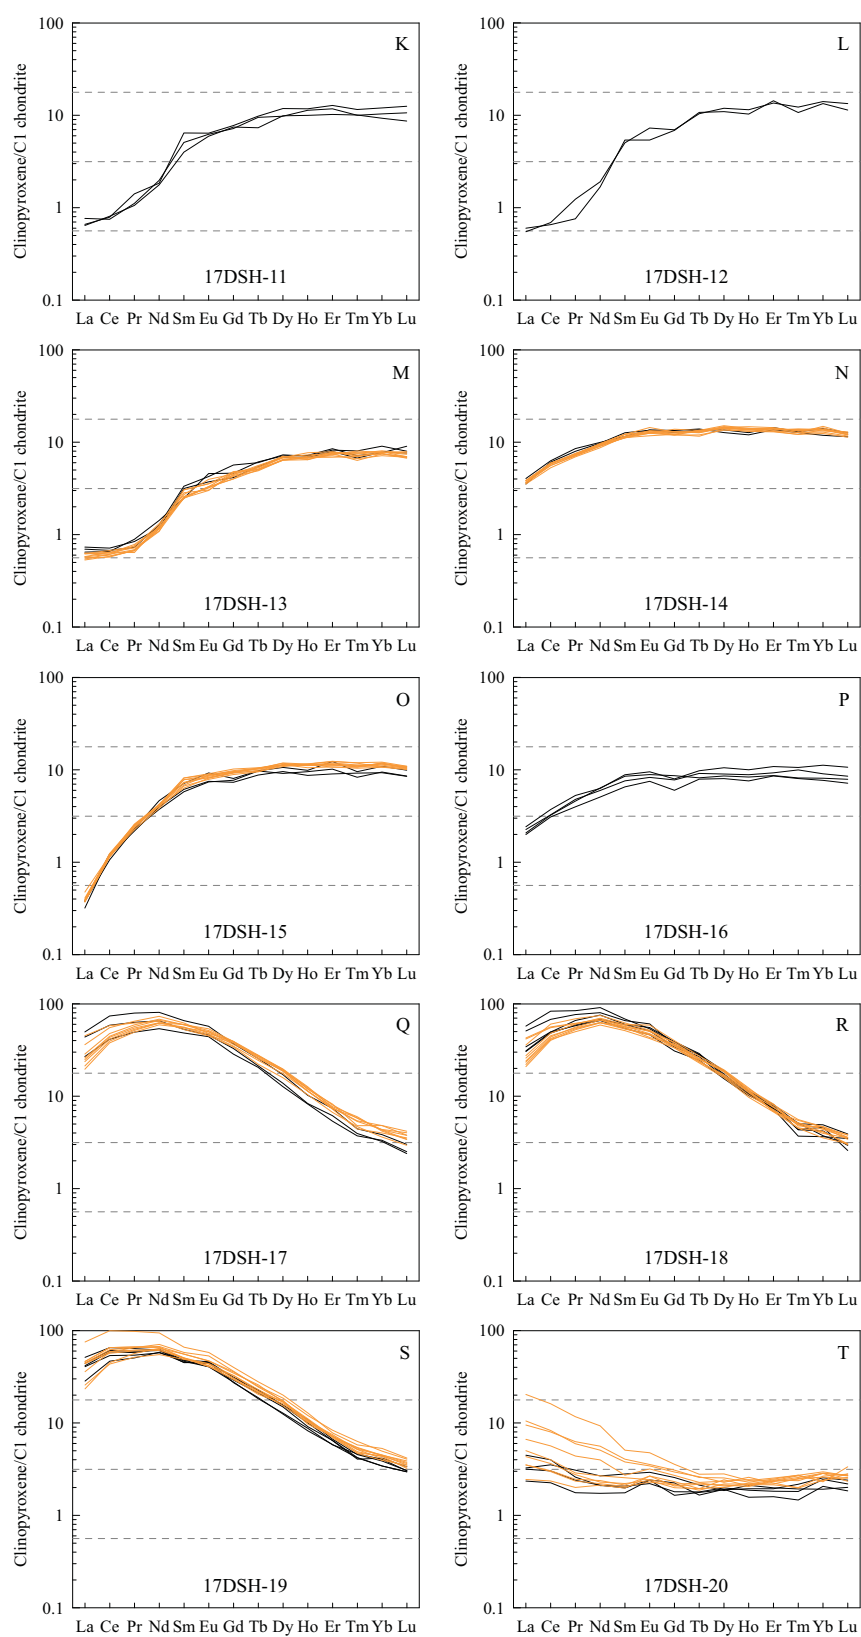 100
K
10
1
0.1
Clinopyroxene/C1 chondrite
17DSH-11
La Ce Pr Nd Sm Eu Gd Tb Dy Ho Er Tm Yb Lu
100
L
10
1
0.1
Clinopyroxene/C1 chondrite
17DSH-12
La Ce Pr Nd Sm Eu Gd Tb Dy Ho Er Tm Yb Lu
100
M
10
1
0.1
Clinopyroxene/C1 chondrite
17DSH-13
La Ce Pr Nd Sm Eu Gd Tb Dy Ho Er Tm Yb Lu
100
N
10
1
0.1
Clinopyroxene/C1 chondrite
17DSH-14
La Ce Pr Nd Sm Eu Gd Tb Dy Ho Er Tm Yb Lu
100
O
10
1
0.1
Clinopyroxene/C1 chondrite
17DSH-15
La Ce Pr Nd Sm Eu Gd Tb Dy Ho Er Tm Yb Lu
100
P
10
1
0.1
Clinopyroxene/C1 chondrite
17DSH-16
La Ce Pr Nd Sm Eu Gd Tb Dy Ho Er Tm Yb Lu
100
Q
10
1
0.1
Clinopyroxene/C1 chondrite
17DSH-17
La Ce Pr Nd Sm Eu Gd Tb Dy Ho Er Tm Yb Lu
100
R
10
1
0.1
Clinopyroxene/C1 chondrite
17DSH-18
La Ce Pr Nd Sm Eu Gd Tb Dy Ho Er Tm Yb Lu
100
S
10
1
0.1
Clinopyroxene/C1 chondrite
17DSH-19
La Ce Pr Nd Sm Eu Gd Tb Dy Ho Er Tm Yb Lu
100
T
10
1
0.1
Clinopyroxene/C1 chondrite
17DSH-20
La Ce Pr Nd Sm Eu Gd Tb Dy Ho Er Tm Yb Lu